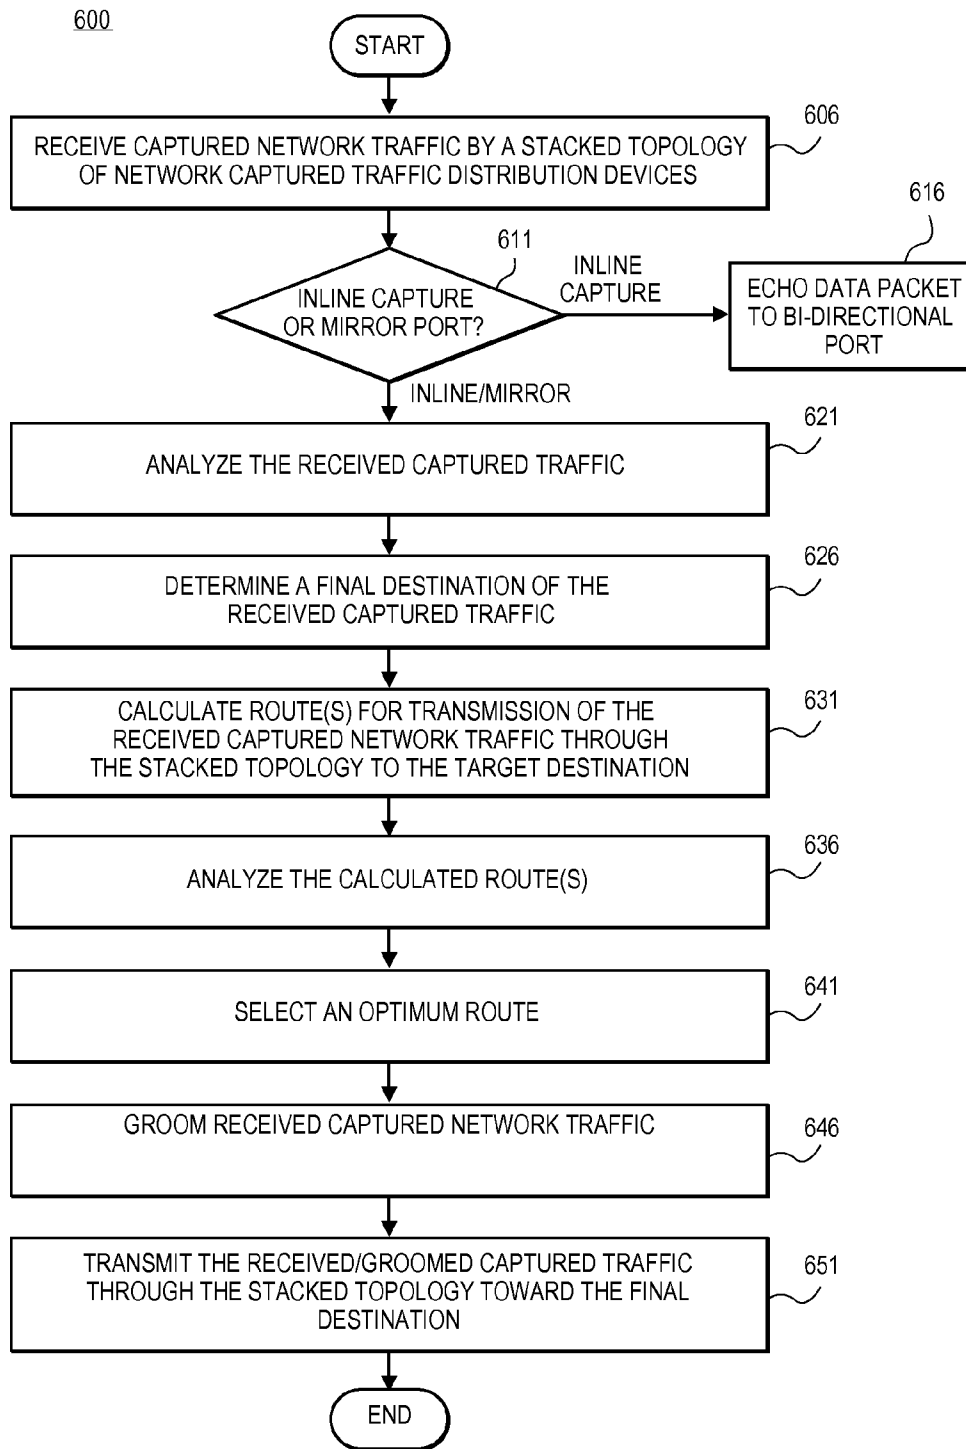 600
START
606
RECEIVE CAPTURED NETWORK TRAFFIC BY A STACKED TOPOLOGY
OF NETWORK CAPTURED TRAFFIC DISTRIBUTION DEVICES
616
611
INLINE CAPTURE
OR MIRROR PORT?
INLINE
CAPTURE
ECHO DATA PACKET
TO BI-DIRECTIONAL
PORT
INLINE/MIRROR
621
ANALYZE THE RECEIVED CAPTURED TRAFFIC
626
DETERMINE A FINAL DESTINATION OF THE
RECEIVED CAPTURED TRAFFIC
631
CALCULATE ROUTE(S) FOR TRANSMISSION OF THE
RECEIVED CAPTURED NETWORK TRAFFIC THROUGH
THE STACKED TOPOLOGY TO THE TARGET DESTINATION
636
ANALYZE THE CALCULATED ROUTE(S)
641
SELECT AN OPTIMUM ROUTE
646
GROOM RECEIVED CAPTURED NETWORK TRAFFIC
651
TRANSMIT THE RECEIVED/GROOMED CAPTURED TRAFFIC
THROUGH THE STACKED TOPOLOGY TOWARD THE FINAL
DESTINATION
END